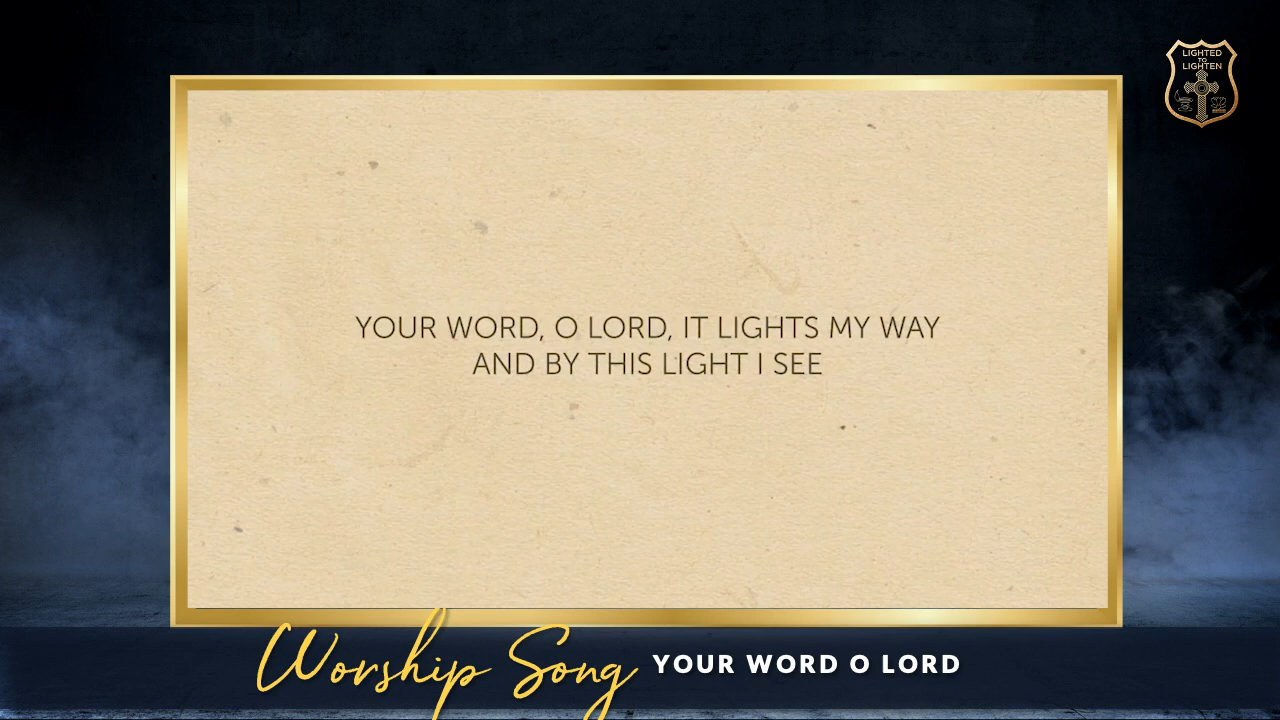 LIGHTED
TO
LIGHTEN
YOUR WORD, O LORD, IT LIGHTS MY WAY
AND BY THIS LIGHT I SEE
Worship Song YOUR WORD O LORD